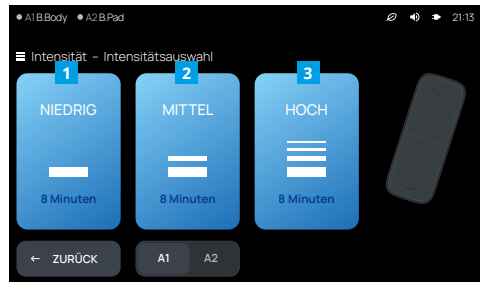 A1 B.Body A2 B.Pad 21:13
Intensität – Intensitätsauswahl
1 2 3
NIEDRIG MITTEL HOCH
8 Minuten 8 Minuten 8 Minuten
← ZURÜCK A1 A2